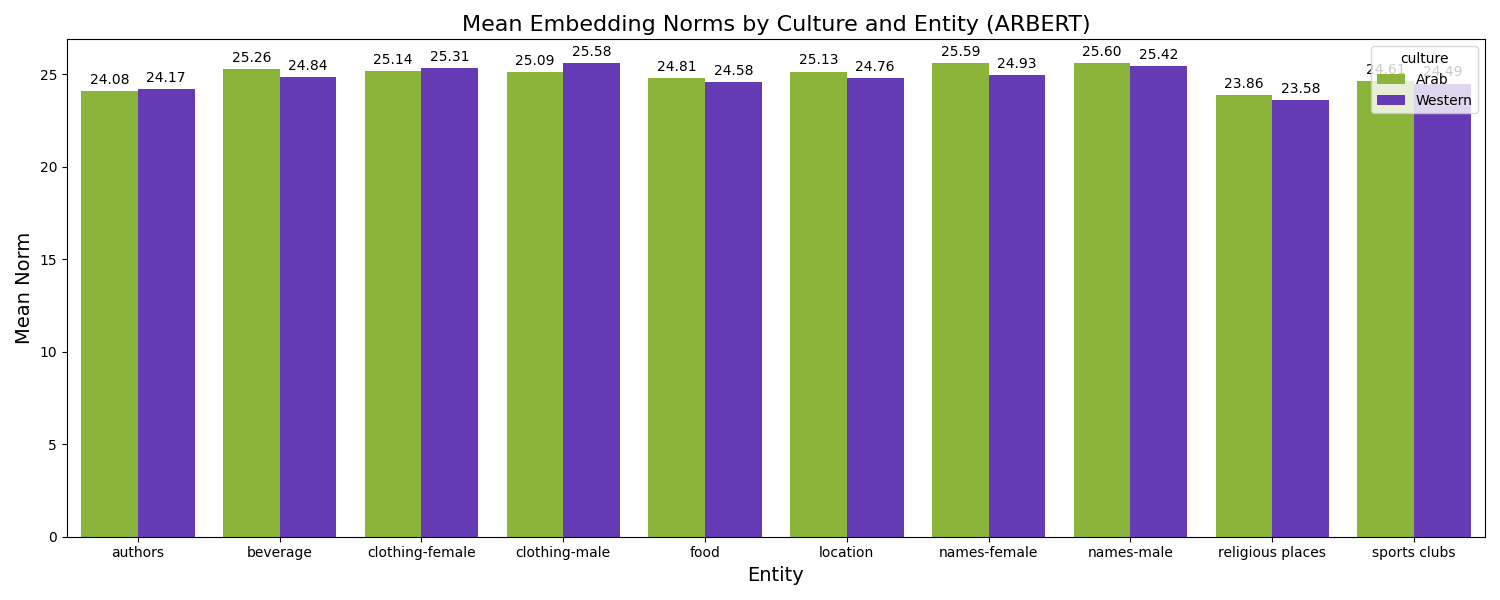 Mean Embedding Norms by Culture and Entity (ARBERT)
culture
Arab
Western
24.08 24.17 25.26 24.84 25.14 25.31 25.09 25.58 24.81 24.58 25.13 24.76 25.59 24.93 25.60 25.42 23.86 23.58 24.61 24.49
Mean Norm
25
20
15
10
5
0
authors beverage clothing-female clothing-male food location names-female names-male religious places sports clubs
Entity